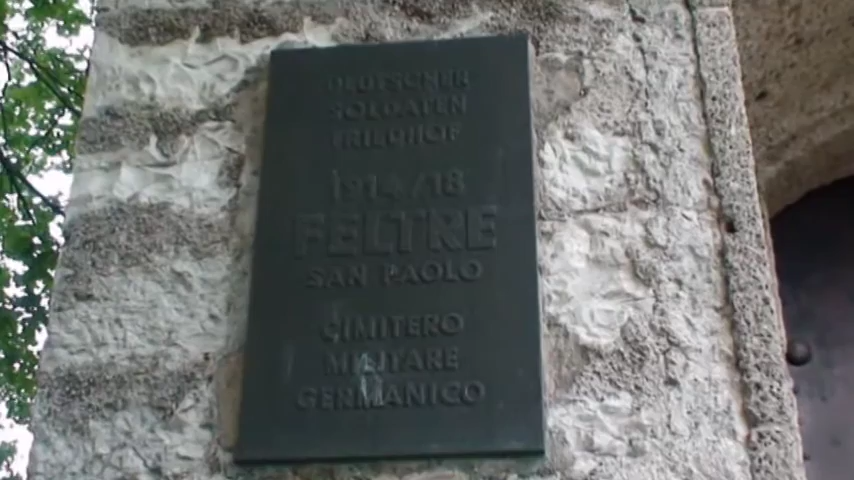 DEUTSCHER
SOLDATEN
FRIEDHOF
1914/18
FELTRE
SAN PAOLO
CIMITERO
MILITARE
GERMANICO